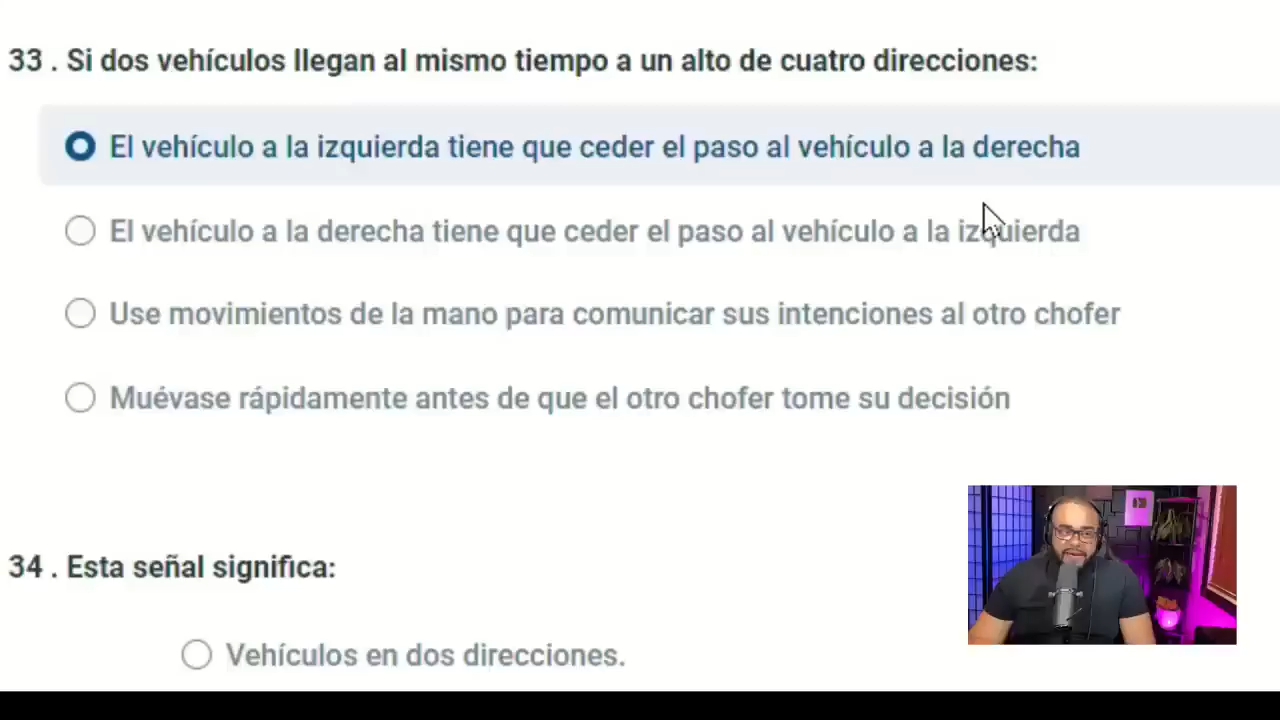 33 . Si dos vehículos llegan al mismo tiempo a un alto de cuatro direcciones:
El vehículo a la izquierda tiene que ceder el paso al vehículo a la derecha
El vehículo a la derecha tiene que ceder el paso al vehículo a la izquierda
Use movimientos de la mano para comunicar sus intenciones al otro chofer
Muévase rápidamente antes de que el otro chofer tome su decisión
34 . Esta señal significa:
Vehículos en dos direcciones.